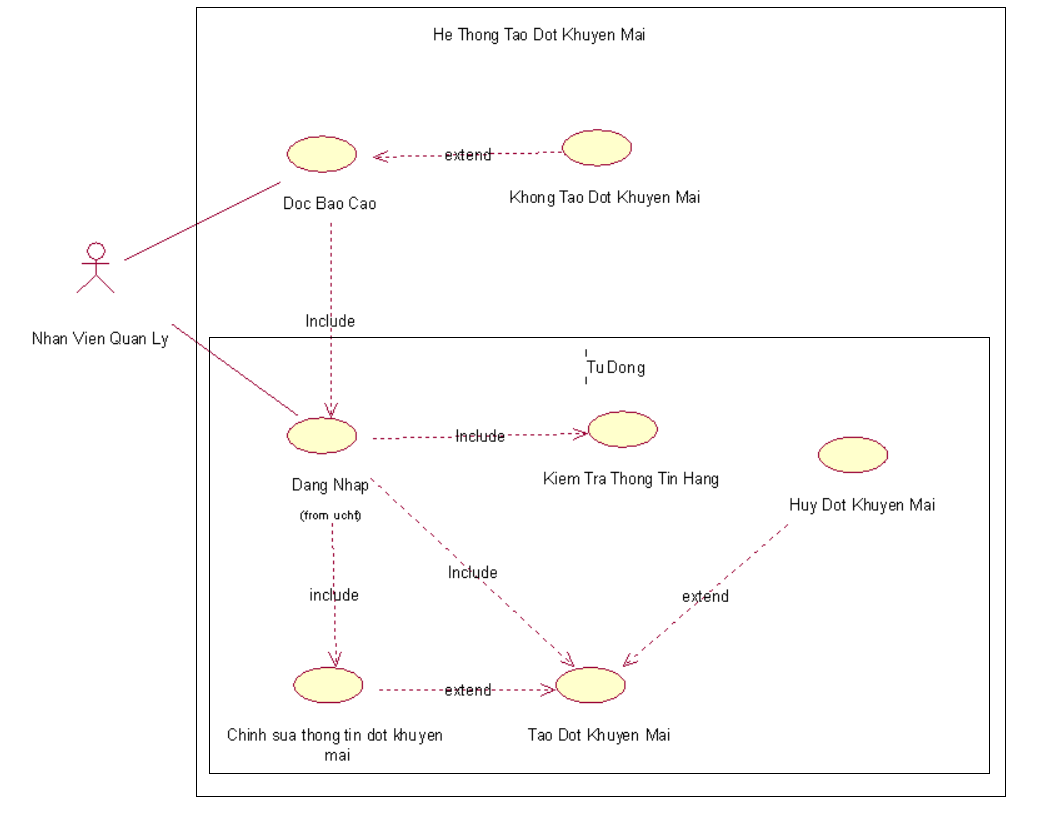 He Thong Tao Dot Khuyen Mai
extend
Doc Bao Cao
Khong Tao Dot Khuyen Mai
Nhan Vien Quan Ly
Include
Tu Dong
Include
Dang Nhap
(from ucht)
Kiem Tra Thong Tin Hang
Huy Dot Khuyen Mai
Include
include
extend
extend
Chinh sua thong tin dot khuyen
mai
Tao Dot Khuyen Mai